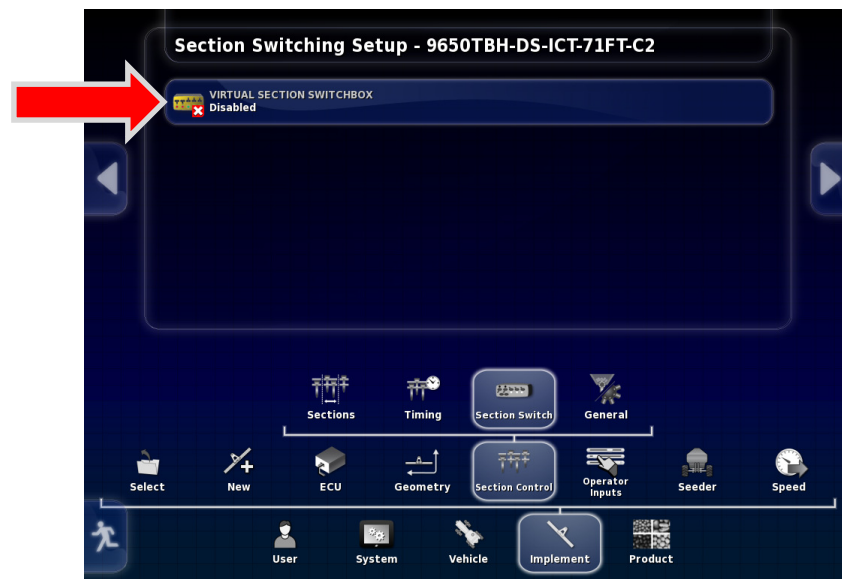 Section Switching Setup - 9650TBH-DS-ICT-71FT-C2
VIRTUAL SECTION SWITCHBOX
Disabled
Sections
Timing
Section Switch
General
Select
New
ECU
Geometry
Section Control
Operator
Inputs
Seeder
Speed
User
System
Vehicle
Implement
Product